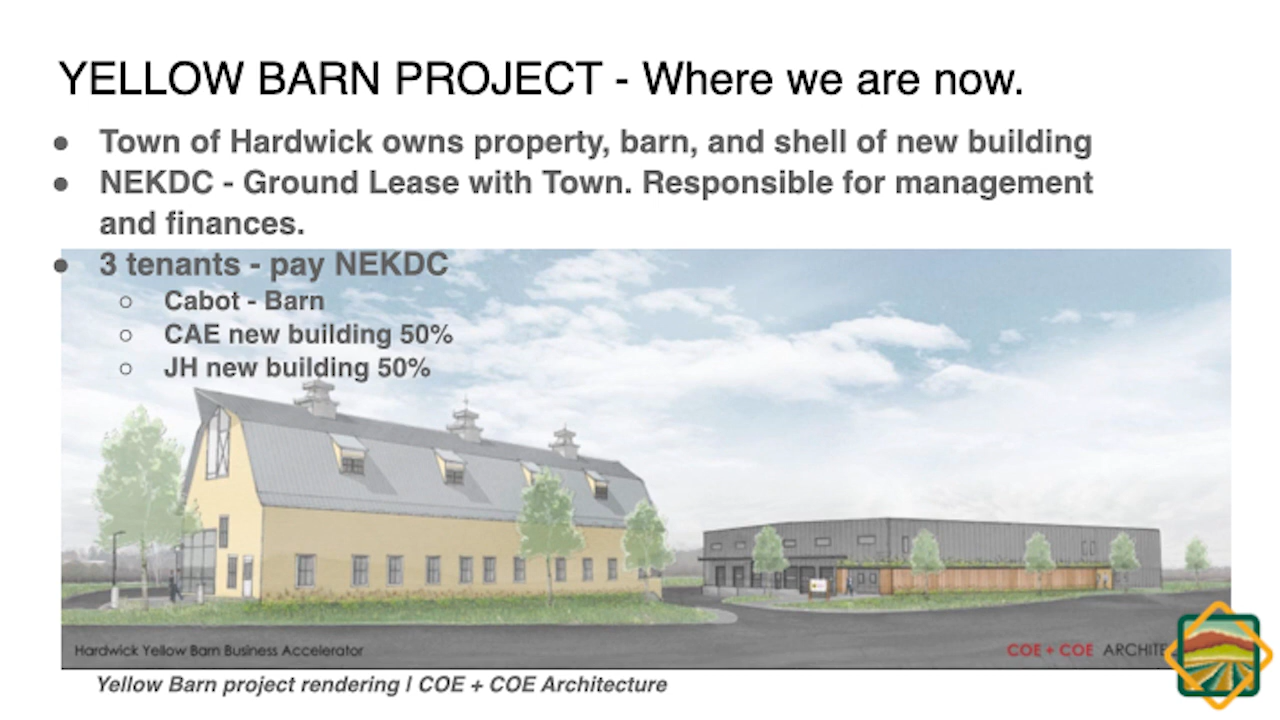 YELLOW BARN PROJECT - Where we are now.
● Town of Hardwick owns property, barn, and shell of new building
● NEKDC - Ground Lease with Town. Responsible for management
and finances.
● 3 tenants - pay NEKDC
○ Cabot - Barn
○ CAE new building 50%
○ JH new building 50%
Hardwick Yellow Barn Business Accelerator
COE + COE ARCHITE
Yellow Barn project rendering | COE + COE Architecture